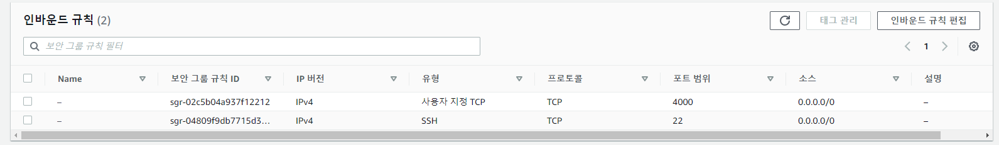 인바운드 규칙 (2)
태그 관리
인바운드 규칙 편집
보안 그룹 규칙 필터
1
Name 보안 그룹 규칙 ID IP 버전 유형 프로토콜 포트 범위 소스 설명
– sgr-02c5b04a937f12212 IPv4 사용자 지정 TCP TCP 4000 0.0.0.0/0 –
– sgr-04809f9db7715d3... IPv4 SSH TCP 22 0.0.0.0/0 –